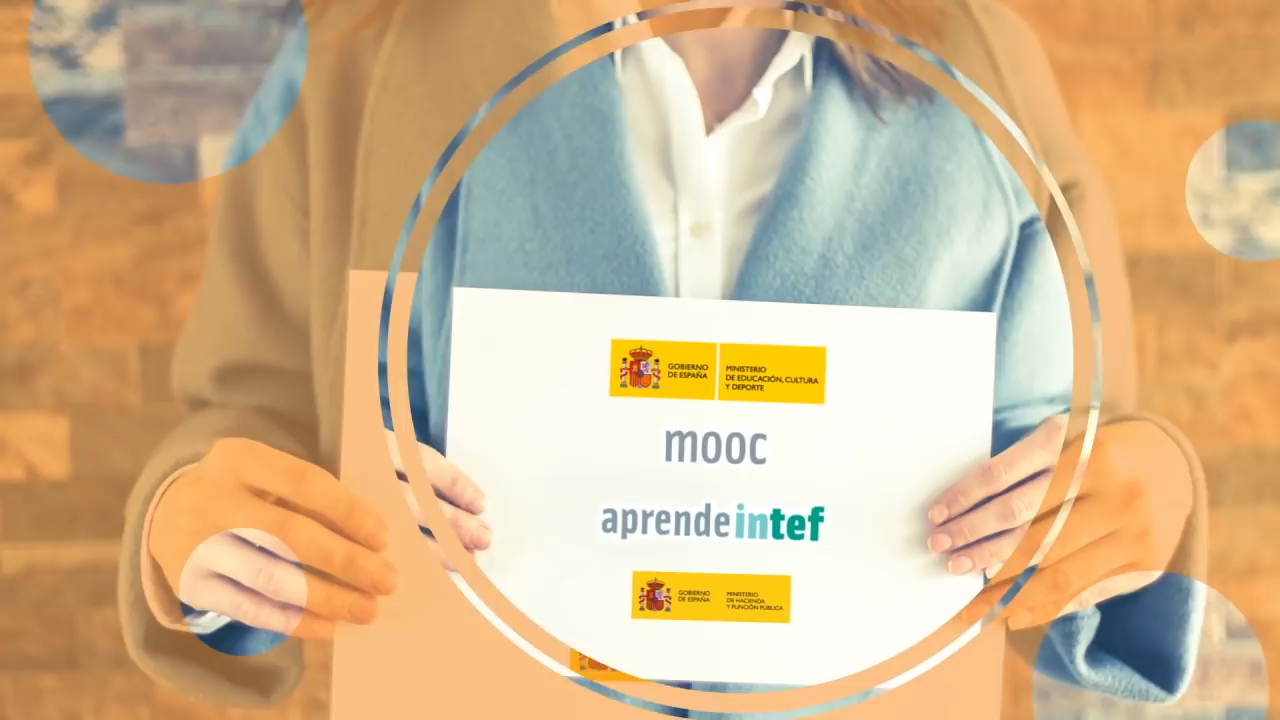 GOBIERNO
DE ESPAÑA
MINISTERIO
DE EDUCACIÓN, CULTURA
Y DEPORTE
mooc
aprendeintef
GOBIERNO
DE ESPAÑA
MINISTERIO
DE HACIENDA
Y FUNCIÓN PÚBLICA